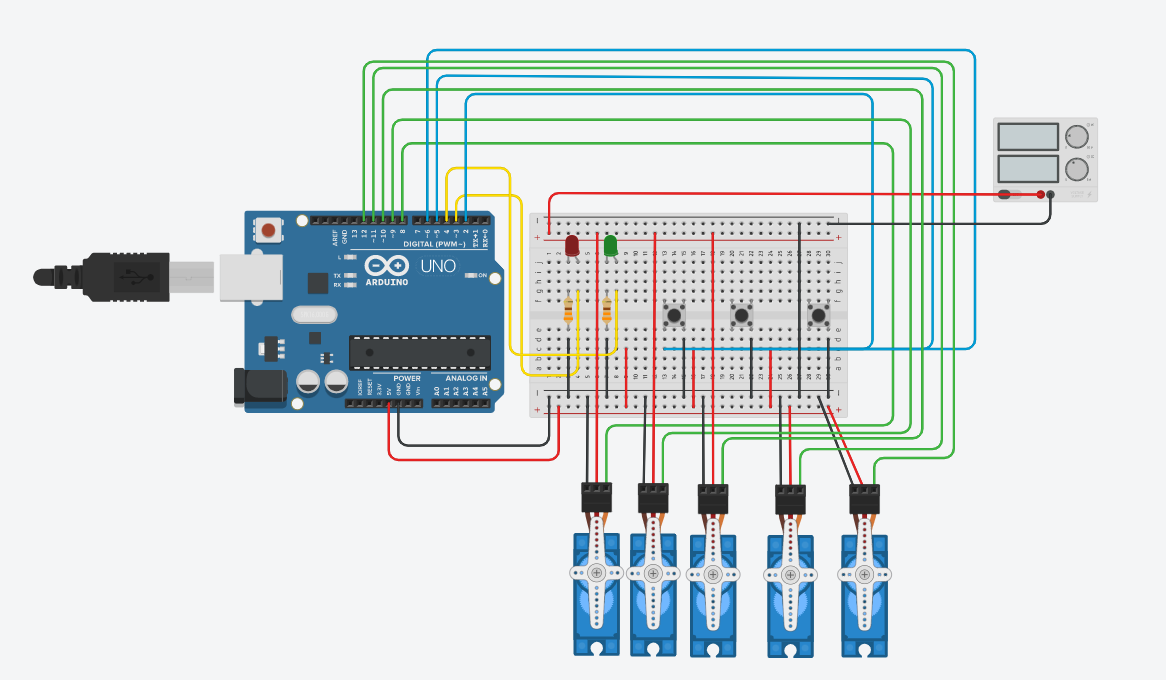 AREF
GND
13
12
~11
~10
~9
8
7
~6
~5
4
~3
2
TX→1
RX←0
DIGITAL (PWM~)
L
TX
RX
UNO
ARDUINO
ON
POWER
ANALOG IN
IOREF
RESET
3.3V
5V
GND
GND
Vin
A0
A1
A2
A3
A4
A5